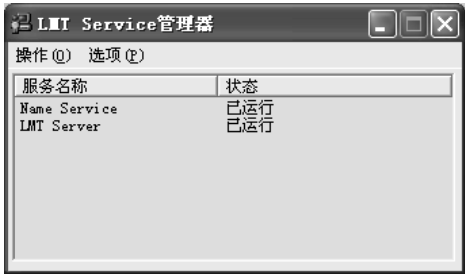 LMT Service管理器
操作(O) 选项(P)
服务名称 状态
Name Service 已运行
LMT Server 已运行